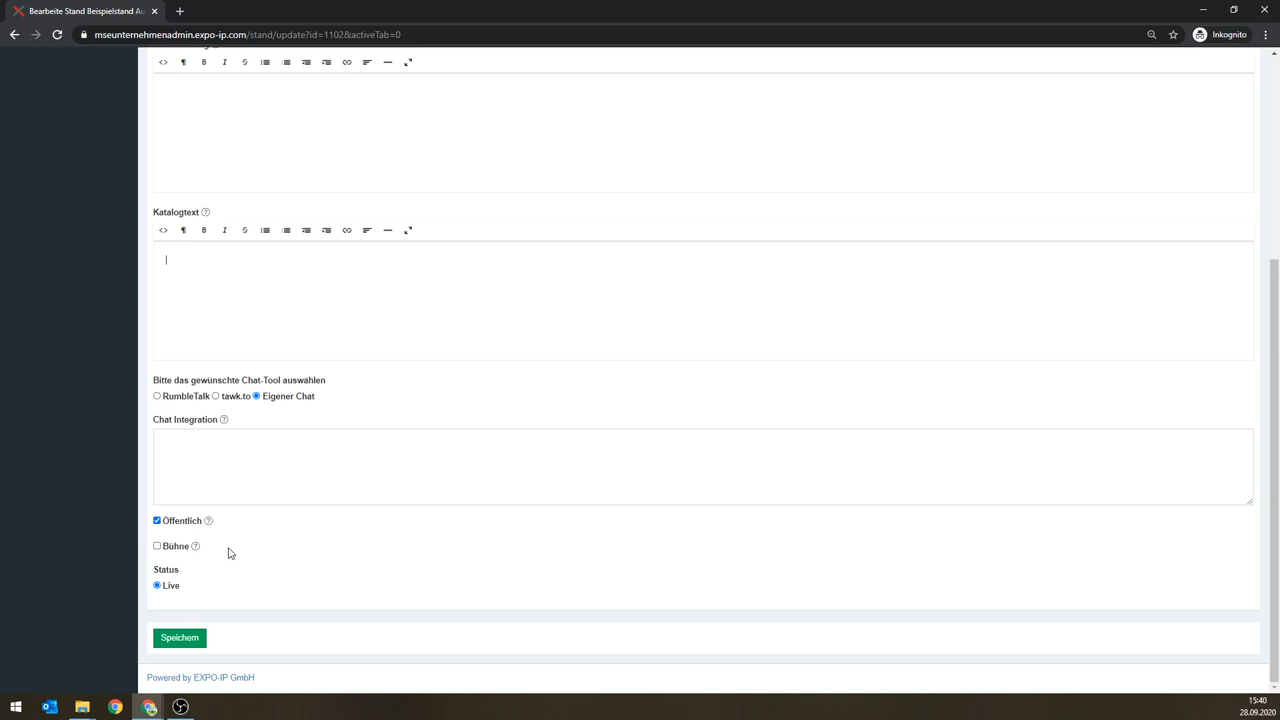 Bearbeite Stand Beispielstand Au
mseunternehmenadmin.expo-ip.com/stand/update?id=1102&activeTab=0
Inkognito
Katalogtext
Bitte das gewünschte Chat-Tool auswählen
RumbleTalk tawk.to Eigener Chat
Chat Integration
Öffentlich
Bühne
Status
Live
Speichern
Powered by EXPO-IP GmbH
15:40
28.09.2020